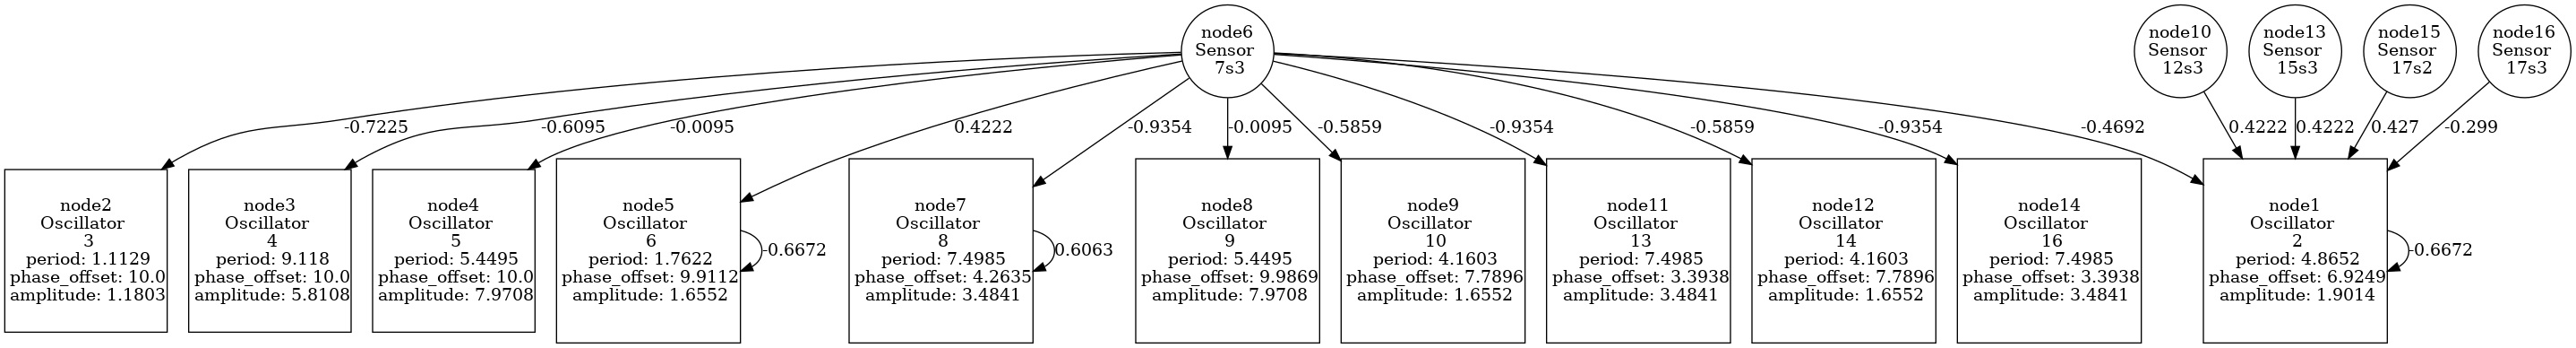 node6
Sensor
7s3
node10
Sensor
12s3
node13
Sensor
15s3
node15
Sensor
17s2
node16
Sensor
17s3
-0.7225
-0.6095
-0.0095
0.4222
-0.9354
-0.0095
-0.5859
-0.9354
-0.5859
-0.9354
-0.4692
0.4222
0.4222
0.427
-0.299
node2
Oscillator
3
period: 1.1129
phase_offset: 10.0
amplitude: 1.1803
node3
Oscillator
4
period: 9.118
phase_offset: 10.0
amplitude: 5.8108
node4
Oscillator
5
period: 5.4495
phase_offset: 10.0
amplitude: 7.9708
node5
Oscillator
6
period: 1.7622
phase_offset: 9.9112
amplitude: 1.6552
-0.6672
node7
Oscillator
8
period: 7.4985
phase_offset: 4.2635
amplitude: 3.4841
0.6063
node8
Oscillator
9
period: 5.4495
phase_offset: 9.9869
amplitude: 7.9708
node9
Oscillator
10
period: 4.1603
phase_offset: 7.7896
amplitude: 1.6552
node11
Oscillator
13
period: 7.4985
phase_offset: 3.3938
amplitude: 3.4841
node12
Oscillator
14
period: 4.1603
phase_offset: 7.7896
amplitude: 1.6552
node14
Oscillator
16
period: 7.4985
phase_offset: 3.3938
amplitude: 3.4841
node1
Oscillator
2
period: 4.8652
phase_offset: 6.9249
amplitude: 1.9014
-0.6672